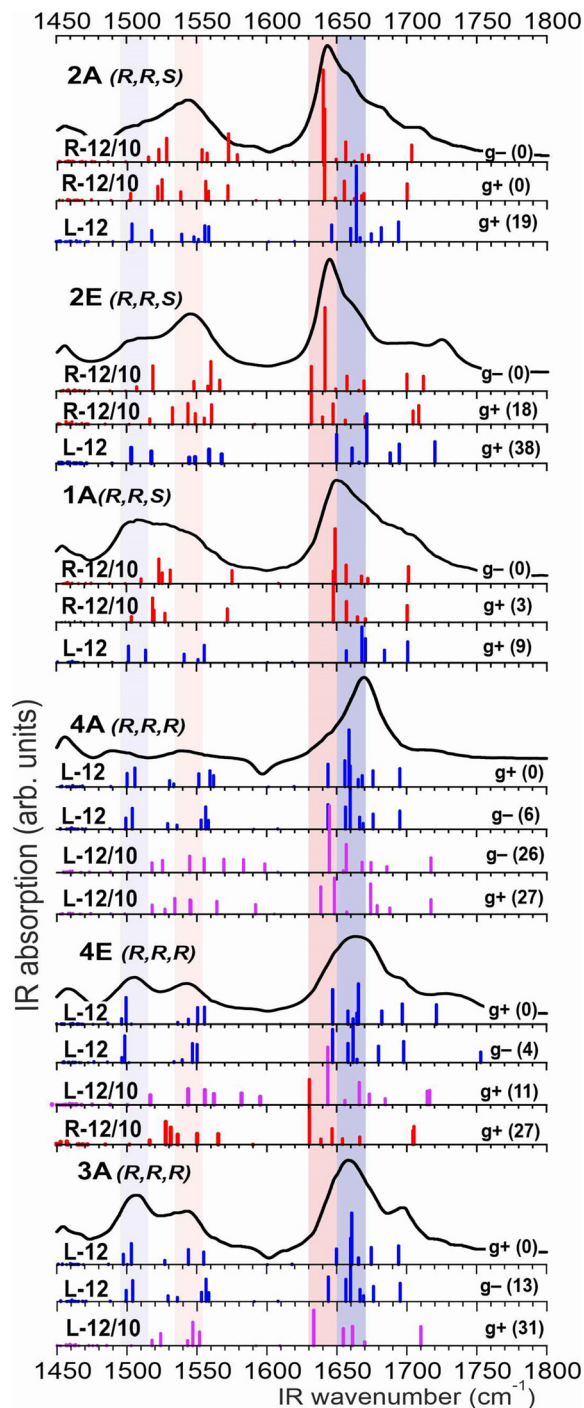 1450 1500 1550 1600 1650 1700 1750 1800
2A (R,R,S)
R-12/10 g– (0)
R-12/10 g+ (0)
L-12 g+ (19)
2E (R,R,S)
R-12/10 g– (0)
R-12/10 g+ (18)
L-12 g+ (38)
1A (R,R,S)
R-12/10 g– (0)
R-12/10 g+ (3)
L-12 g+ (9)
4A (R,R,R)
L-12 g+ (0)
L-12 g– (6)
L-12/10 g– (26)
L-12/10 g+ (27)
4E (R,R,R)
L-12 g+ (0)
L-12 g– (4)
L-12/10 g+ (11)
R-12/10 g+ (27)
3A (R,R,R)
L-12 g+ (0)
L-12 g– (13)
L-12/10 g+ (31)
1450 1500 1550 1600 1650 1700 1750 1800
IR wavenumber (cm⁻¹)
IR absorption (arb. units)